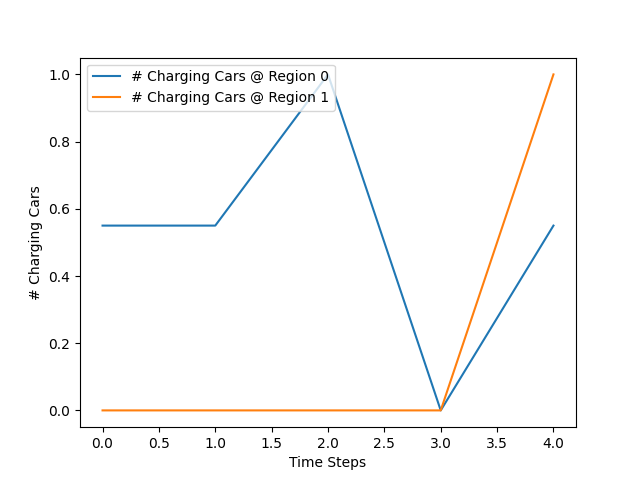 # Charging Cars @ Region 0
# Charging Cars @ Region 1
1.0
0.8
0.6
0.4
0.2
0.0
# Charging Cars
0.0 0.5 1.0 1.5 2.0 2.5 3.0 3.5 4.0
Time Steps